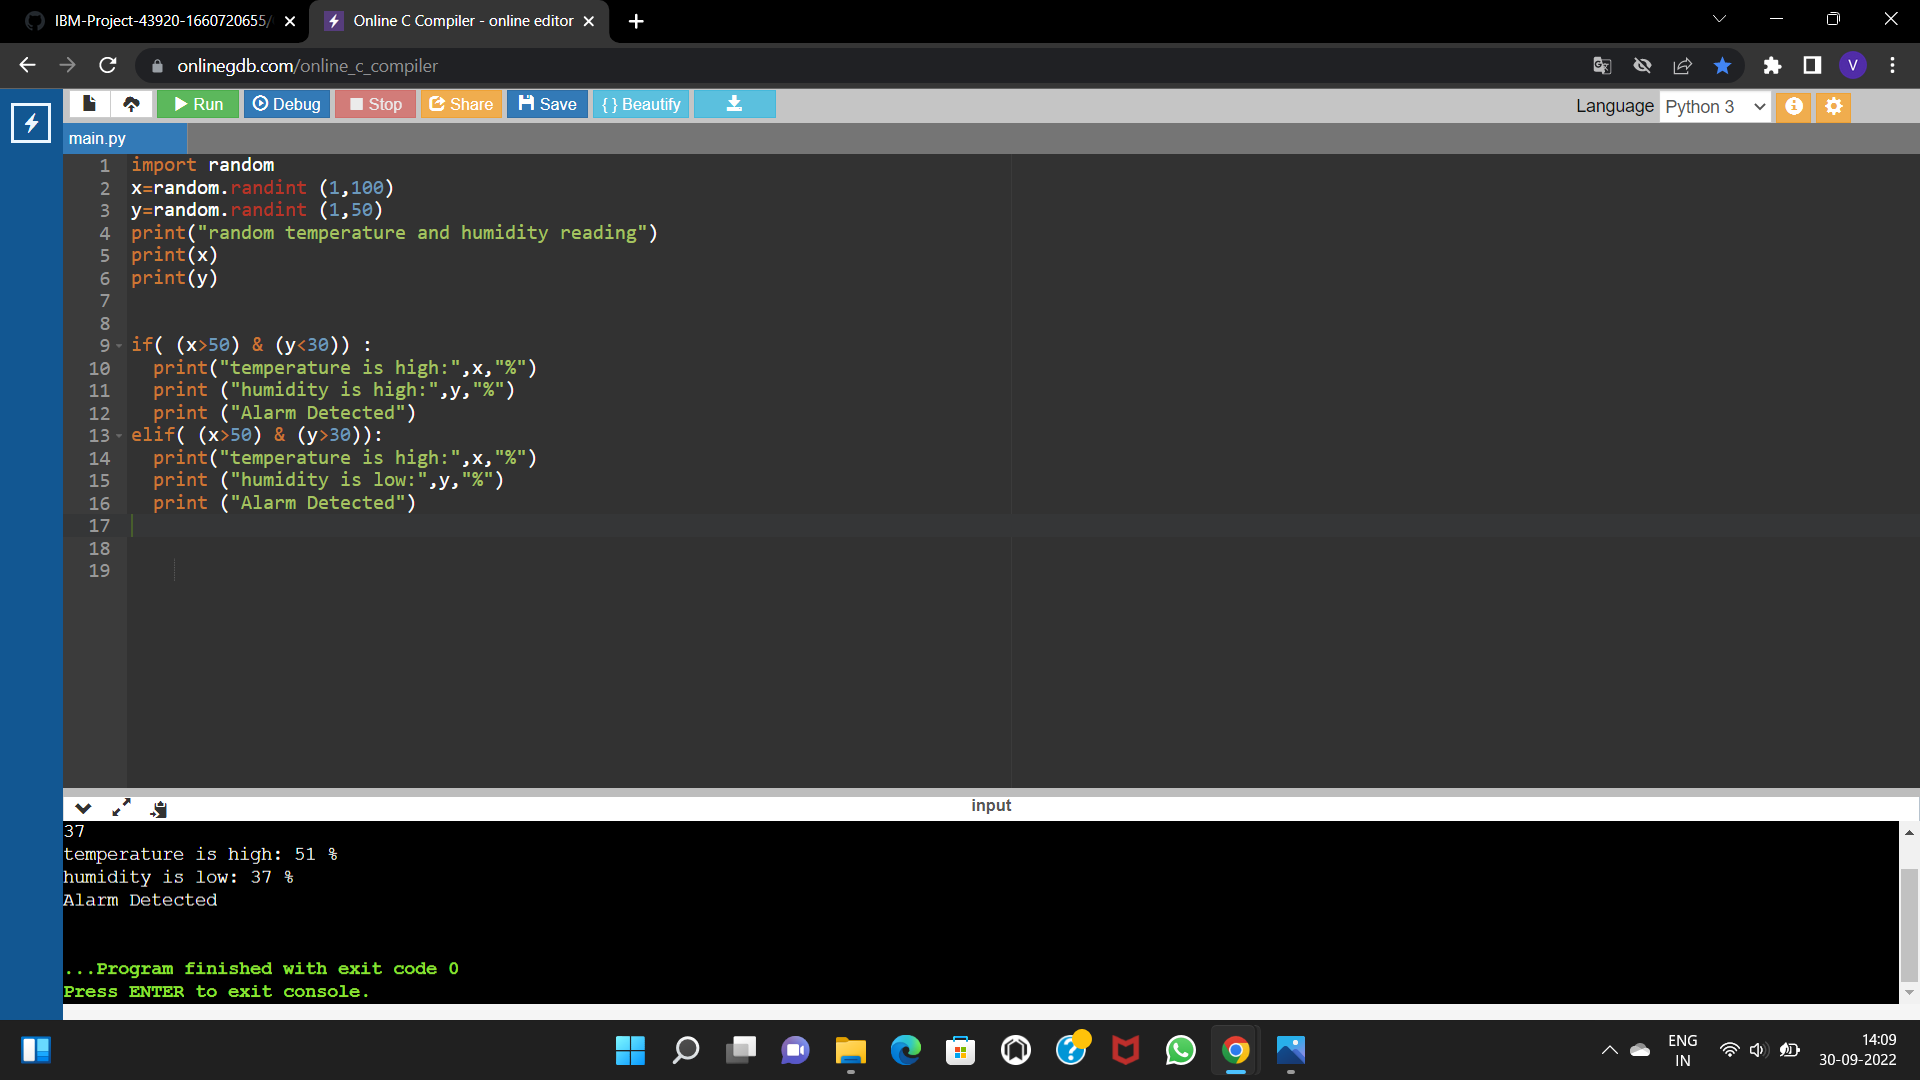 IBM-Project-43920-1660720655/
Online C Compiler - online editor
onlinegdb.com/online_c_compiler
V
Run
Debug
Stop
Share
Save
{ } Beautify
Language
Python 3
main.py
1 import random
2 x=random.randint (1,100)
3 y=random.randint (1,50)
4 print("random temperature and humidity reading")
5 print(x)
6 print(y)
7
8
9 if( (x>50) & (y<30)) :
10   print("temperature is high:",x,"%")
11   print ("humidity is high:",y,"%")
12   print ("Alarm Detected")
13 elif( (x>50) & (y>30)):
14   print("temperature is high:",x,"%")
15   print ("humidity is low:",y,"%")
16   print ("Alarm Detected")
17
18
19
input
37
temperature is high: 51 %
humidity is low: 37 %
Alarm Detected
...Program finished with exit code 0
Press ENTER to exit console.
ENG
IN
14:09
30-09-2022